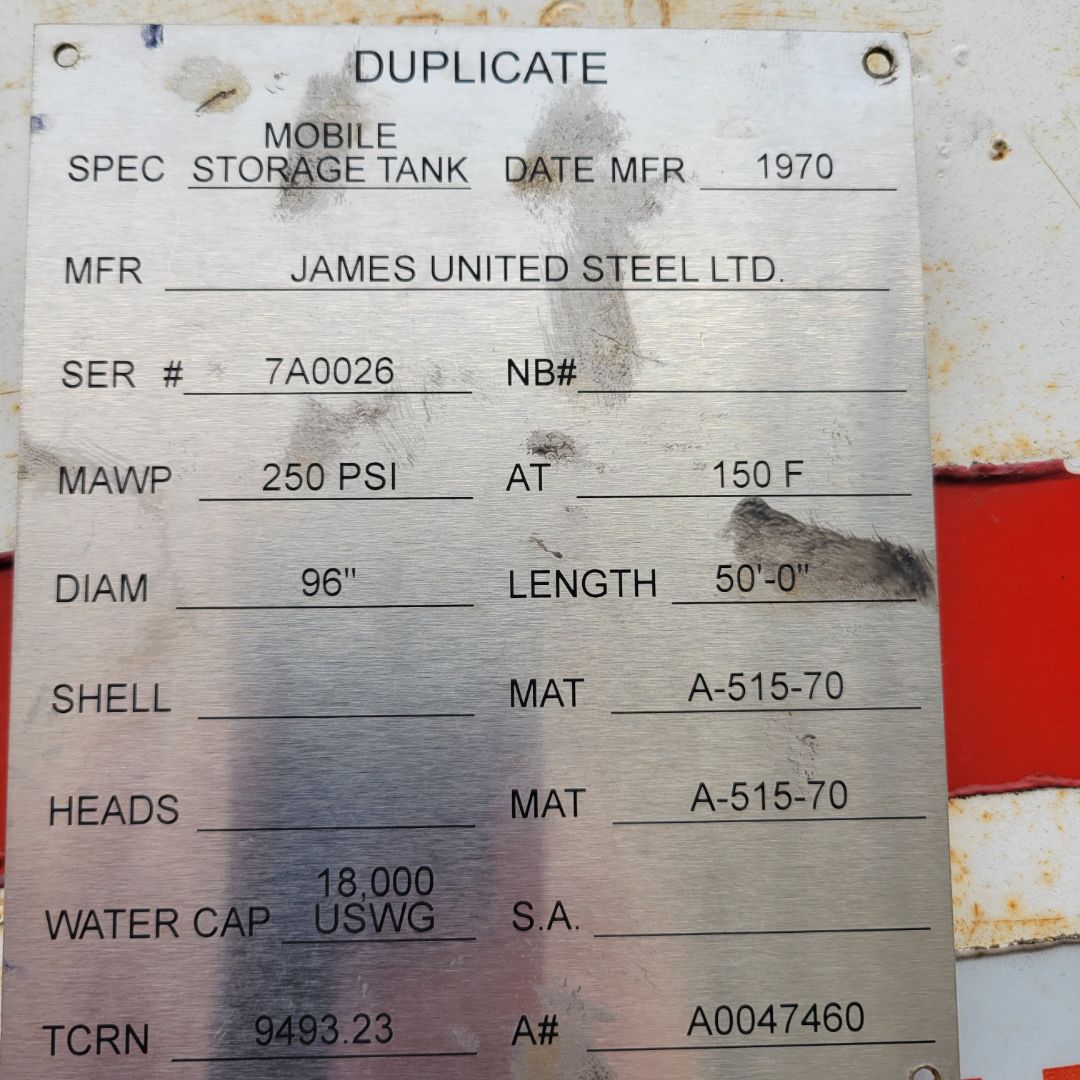 DUPLICATE
MOBILE
SPEC STORAGE TANK DATE MFR 1970
MFR JAMES UNITED STEEL LTD.
SER # 7A0026 NB#
MAWP 250 PSI AT 150 F
DIAM 96" LENGTH 50'-0"
SHELL MAT A-515-70
HEADS MAT A-515-70
18,000
WATER CAP USWG S.A.
TCRN 9493.23 A# A0047460